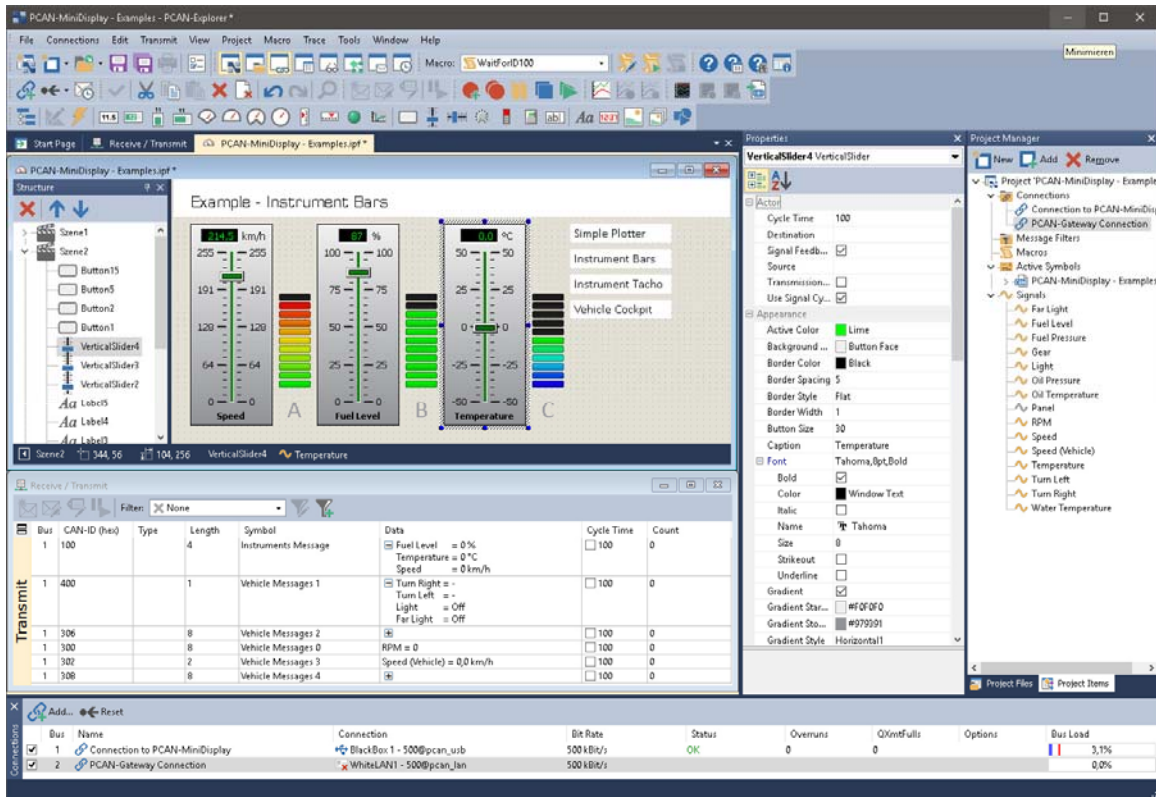 PCAN-MiniDisplay - Examples - PCAN-Explorer *
File Connections Edit Transmit View Project Macro Trace Tools Window Help
Minimieren
Macro: WaitForID100
Start Page Receive / Transmit PCAN-MiniDisplay - Examples.ipf *
PCAN-MiniDisplay - Examples.ipf *
Structure
Szene1
Szene2
Button15
Button5
Button2
Button1
VerticalSlider4
VerticalSlider3
VerticalSlider2
Aa Label5
Aa Label4
Aa Label3
Example - Instrument Bars
214,5 km/h
255 255
191 191
128 128
64 64
0 0
Speed
A
87 %
100 100
75 75
50 50
25 25
0 0
Fuel Level
B
0,0 °C
50 50
25 25
0 0
-25 -25
-50 -50
Temperature
C
Simple Plotter
Instrument Bars
Instrument Tacho
Vehicle Cockpit
Szene2 344, 56 104, 256 VerticalSlider4 Temperature
Receive / Transmit
Filter: None
Transmit
Bus CAN-ID (hex) Type Length Symbol Data Cycle Time Count
1 100 4 Instruments Message Fuel Level = 0 % 100 0
Temperature = 0 °C
Speed = 0 km/h
1 400 1 Vehicle Messages 1 Turn Right = - 100 0
Turn Left = -
Light = Off
Far Light = Off
1 306 8 Vehicle Messages 2 100 0
1 300 8 Vehicle Messages 0 RPM = 0 100 0
1 302 2 Vehicle Messages 3 Speed (Vehicle) = 0,0 km/h 100 0
1 308 8 Vehicle Messages 4 100 0
Properties
VerticalSlider4 VerticalSlider
Actor
Cycle Time 100
Destination
Signal Feedb...
Source
Transmission...
Use Signal Cy...
Appearance
Active Color Lime
Background ... Button Face
Border Color Black
Border Spacing 5
Border Style Flat
Border Width 1
Button Size 30
Caption Temperature
Font Tahoma,8pt,Bold
Bold
Color Window Text
Italic
Name Tahoma
Size 8
Strikeout
Underline
Gradient
Gradient Star... #F0F0F0
Gradient Sto... #979391
Gradient Style Horizontal1
Project Manager
New Add Remove
Project 'PCAN-MiniDisplay - Example
Connections
Connection to PCAN-MiniDis
PCAN-Gateway Connection
Message Filters
Macros
Active Symbols
PCAN-MiniDisplay - Examples
Signals
Far Light
Fuel Level
Fuel Pressure
Gear
Light
Oil Pressure
Oil Temperature
Panel
RPM
Speed
Speed (Vehicle)
Temperature
Turn Left
Turn Right
Water Temperature
Project Files Project Items
Connections
Add... Reset
Bus Name Connection Bit Rate Status Overruns QXmtFulls Options Bus Load
1 Connection to PCAN-MiniDisplay BlackBox 1 - 500@pcan_usb 500 kBit/s OK 0 0 3,1%
2 PCAN-Gateway Connection WhiteLAN1 - 500@pcan_lan 500 kBit/s 0,0%